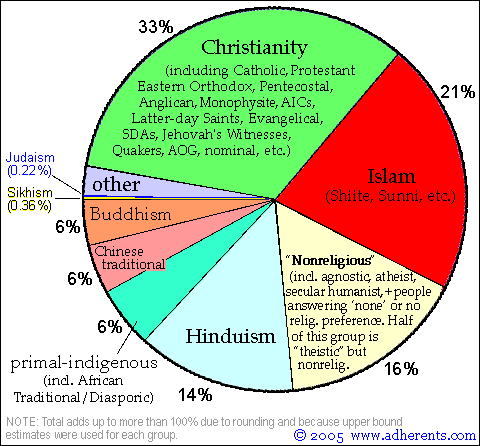 33%
Christianity
(including Catholic, Protestant
Eastern Orthodox, Pentecostal,
Anglican, Monophysite, AICs,
Latter-day Saints, Evangelical,
SDAs, Jehovah's Witnesses,
Quakers, AOG, nominal, etc.)
21%
Islam
(Shiite, Sunni, etc.)
Judaism
(0.22%)
other
Sikhism
(0.36%)
Buddhism
6%
Chinese
traditional
6%
6%
primal-indigenous
(incl. African
Traditional/Diasporic)
Hinduism
14%
"Nonreligious"
(incl. agnostic, atheist,
secular humanist, + people
answering 'none' or no
relig. preference. Half
of this group is
"theistic" but
nonrelig.
16%
NOTE: Total adds up to more than 100% due to rounding and because upper bound
estimates were used for each group.
© 2005 www.adherents.com